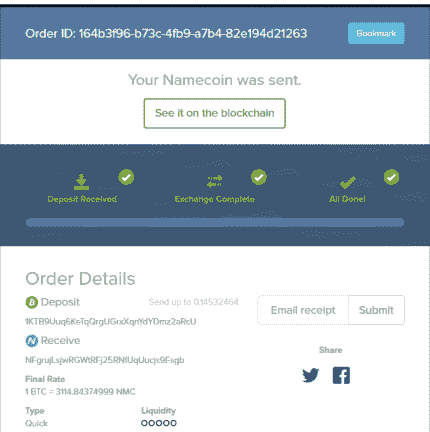 Order ID: 164b3f96-b73c-4fb9-a7b4-82e194d21263
Bookmark
Your Namecoin was sent.
See it on the blockchain
Deposit Received
Exchange Complete
All Done!
Order Details
Deposit
Send up to 0.14532464
Email receipt
Submit
1KTB9Uuq6KeTqQrgUGrxXqnYdYDmz2aRcU
Receive
NFgrujLsjwRGWtRFj25RNfUqUucjs9Fsgb
Share
Final Rate
1 BTC = 3114.84374999 NMC
Type
Liquidity
Quick